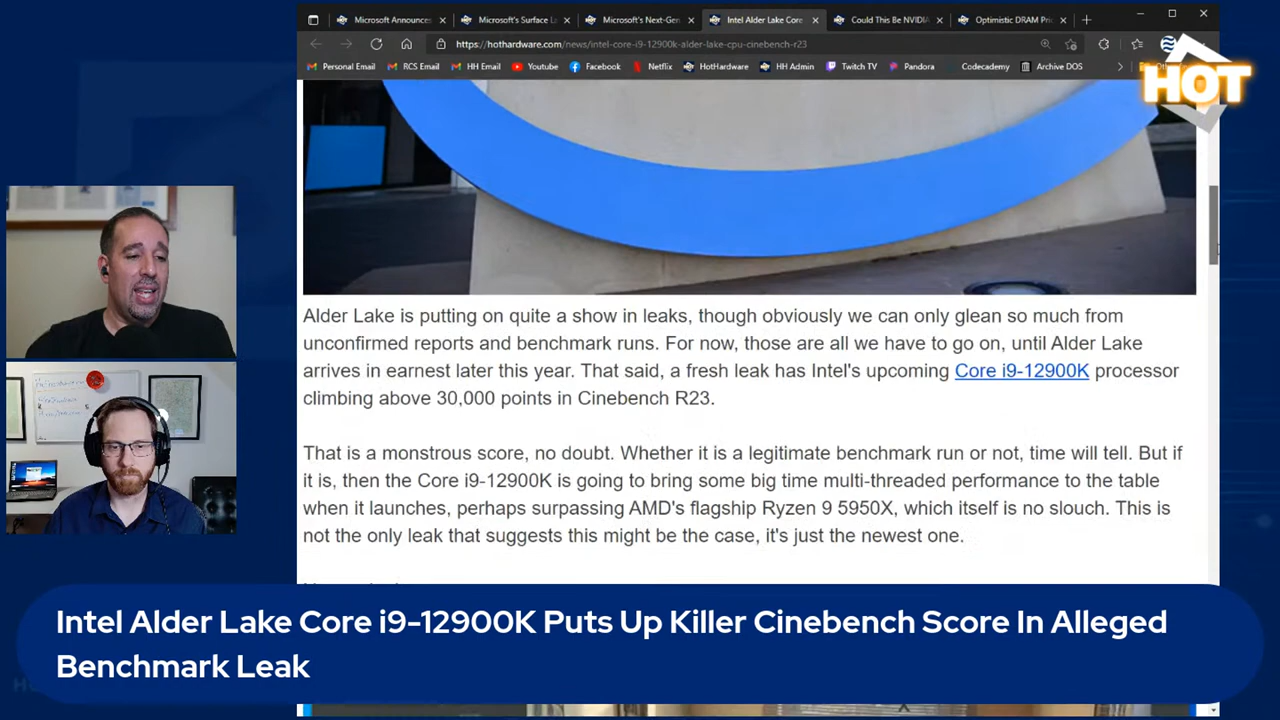 Microsoft Announces
Microsoft's Surface L
Microsoft's Next-Gen
Intel Alder Lake Core
Could This Be NVIDIA
Optimistic DRAM Pri
https://hothardware.com/news/intel-core-i9-12900k-alder-lake-cpu-cinebench-r23
Personal Email
RCS Email
HH Email
Youtube
Facebook
Netflix
HotHardware
HH Admin
Twitch TV
Pandora
Codecademy
Archive DOS
HOT
Alder Lake is putting on quite a show in leaks, though obviously we can only glean so much from
unconfirmed reports and benchmark runs. For now, those are all we have to go on, until Alder Lake
arrives in earnest later this year. That said, a fresh leak has Intel's upcoming Core i9-12900K processor
climbing above 30,000 points in Cinebench R23.
That is a monstrous score, no doubt. Whether it is a legitimate benchmark run or not, time will tell. But if
it is, then the Core i9-12900K is going to bring some big time multi-threaded performance to the table
when it launches, perhaps surpassing AMD's flagship Ryzen 9 5950X, which itself is no slouch. This is
not the only leak that suggests this might be the case, it's just the newest one.
Intel Alder Lake Core i9-12900K Puts Up Killer Cinebench Score In Alleged
Benchmark Leak